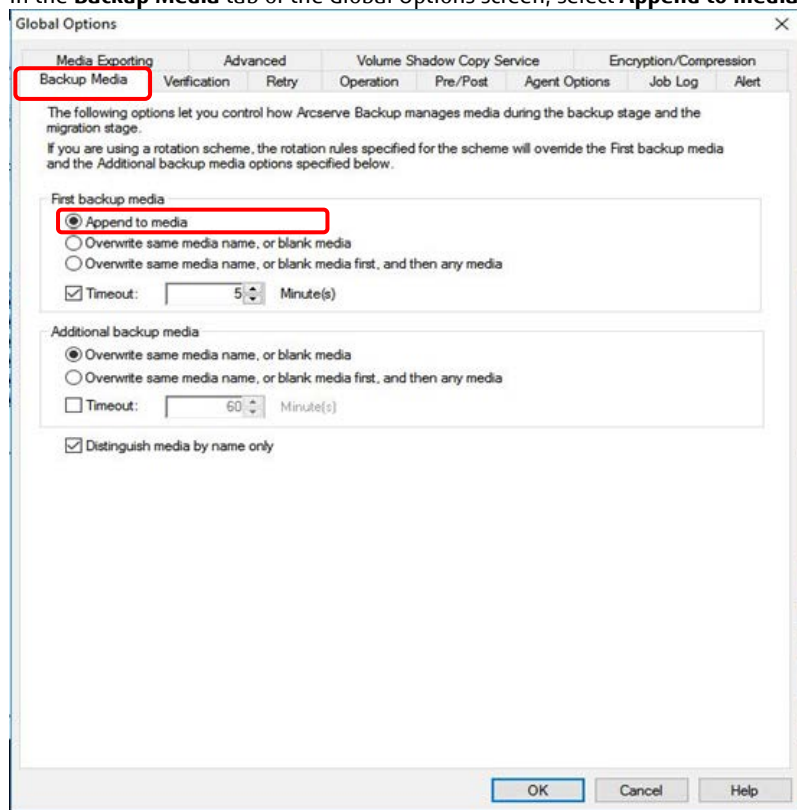 In the Backup Media tab of the Global Options screen, select Append to media
Global Options
Media Exporting Advanced Volume Shadow Copy Service Encryption/Compression
Backup Media Verification Retry Operation Pre/Post Agent Options Job Log Alert
The following options let you control how Arcserve Backup manages media during the backup stage and the
migration stage.
If you are using a rotation scheme, the rotation rules specified for the scheme will override the First backup media
and the Additional backup media options specified below.
First backup media
Append to media
Overwrite same media name, or blank media
Overwrite same media name, or blank media first, and then any media
Timeout: 5 Minute(s)
Additional backup media
Overwrite same media name, or blank media
Overwrite same media name, or blank media first, and then any media
Timeout: 60 Minute(s)
Distinguish media by name only
OK Cancel Help